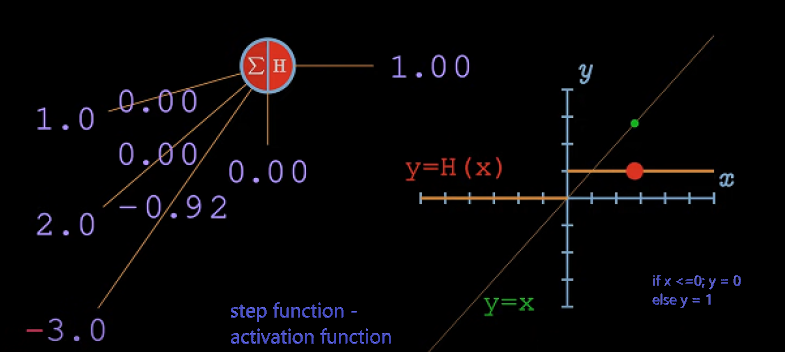 Σ H
1.00
1.0
0.00
0.00
0.00
2.0
-0.92
-3.0
step function -
activation function
y
y=H(x)
x
y=x
if x <=0; y = 0
else y = 1